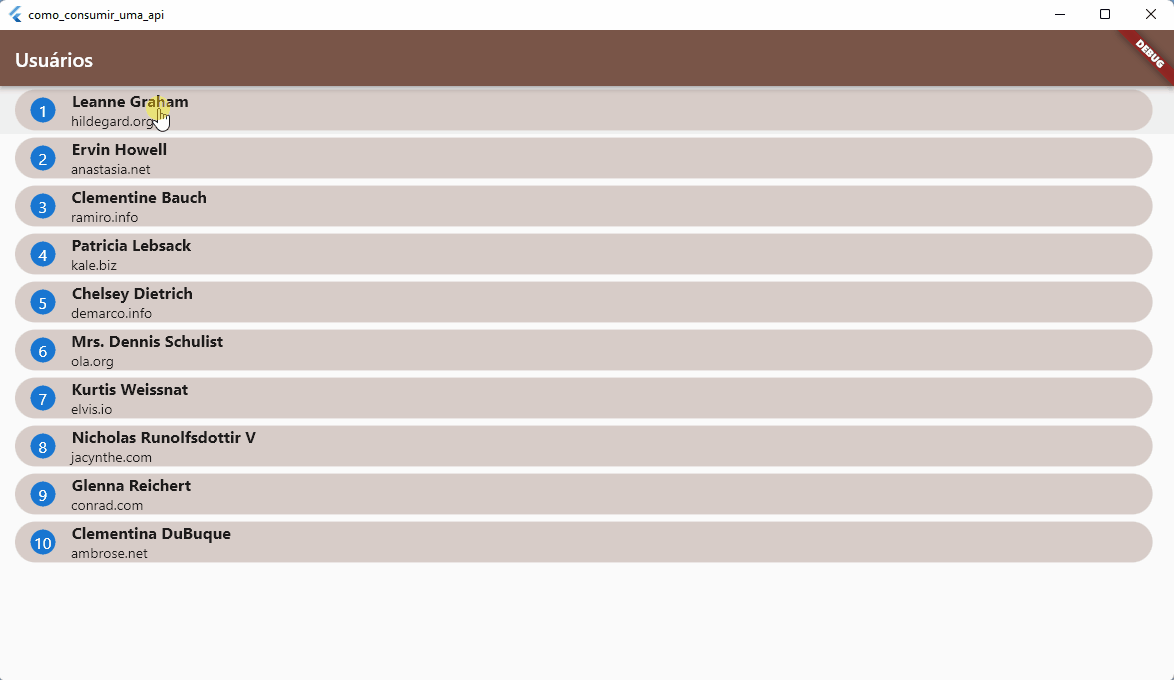 como_consumir_uma_api
Usuários
DEBUG
1
Leanne Graham
hildegard.org
2
Ervin Howell
anastasia.net
3
Clementine Bauch
ramiro.info
4
Patricia Lebsack
kale.biz
5
Chelsey Dietrich
demarco.info
6
Mrs. Dennis Schulist
ola.org
7
Kurtis Weissnat
elvis.io
8
Nicholas Runolfsdottir V
jacynthe.com
9
Glenna Reichert
conrad.com
10
Clementina DuBuque
ambrose.net